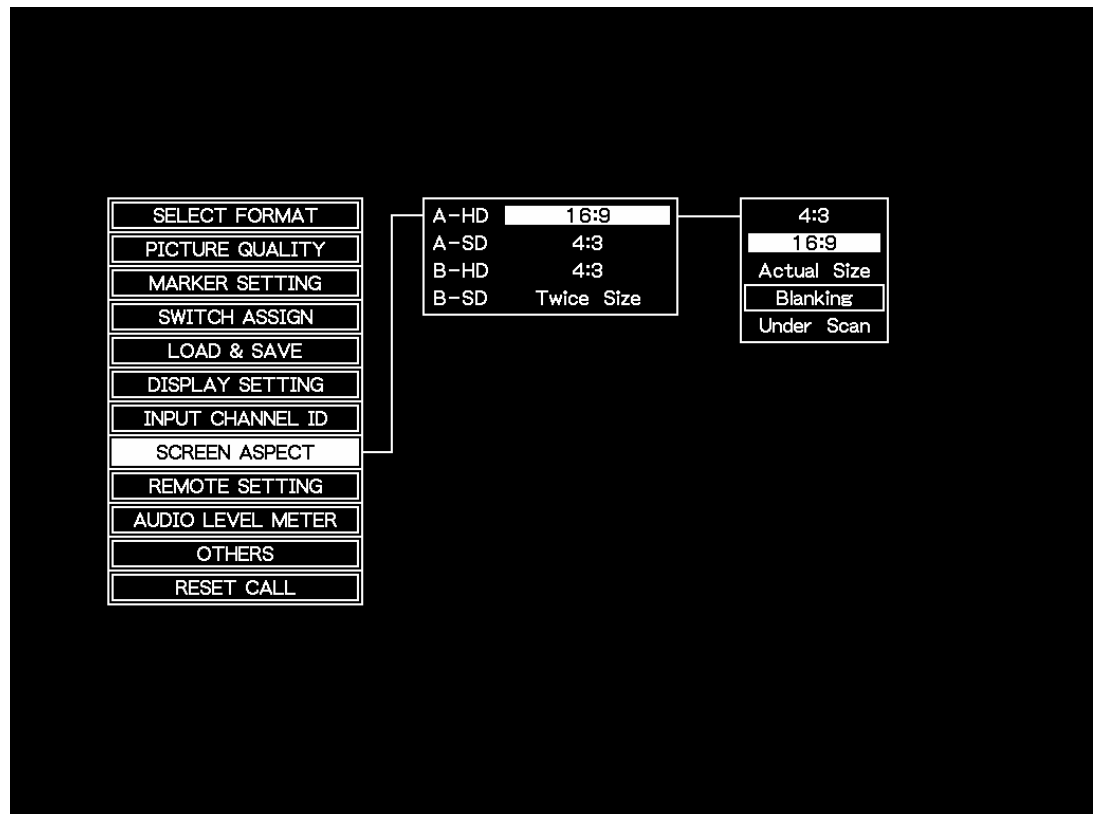 SELECT FORMAT
PICTURE QUALITY
MARKER SETTING
SWITCH ASSIGN
LOAD & SAVE
DISPLAY SETTING
INPUT CHANNEL ID
SCREEN ASPECT
REMOTE SETTING
AUDIO LEVEL METER
OTHERS
RESET CALL
A-HD 16:9
A-SD 4:3
B-HD 4:3
B-SD Twice Size
4:3
16:9
Actual Size
Blanking
Under Scan